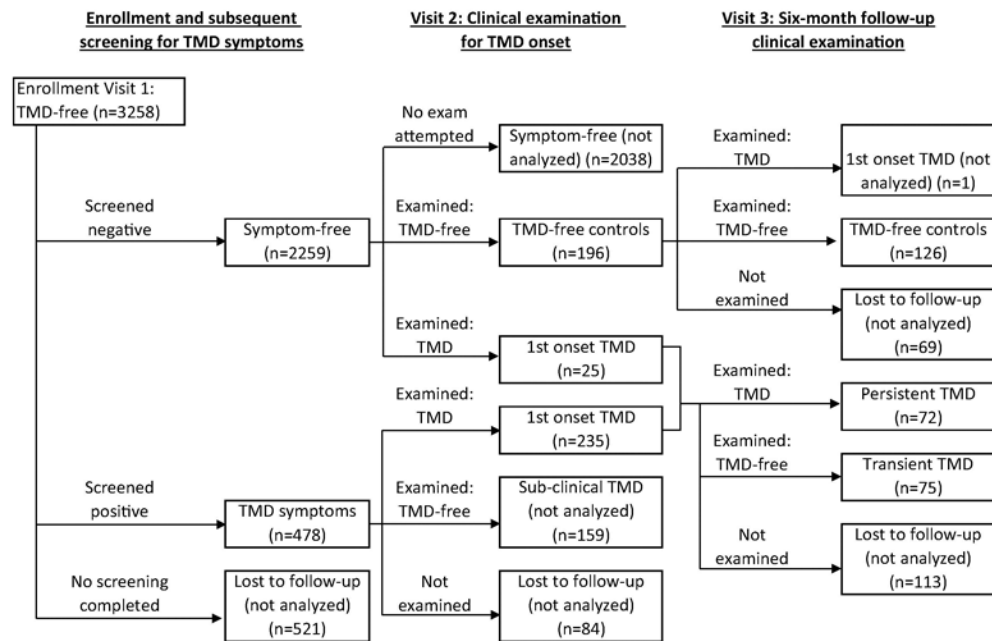 Enrollment and subsequent
screening for TMD symptoms
Visit 2: Clinical examination
for TMD onset
Visit 3: Six-month follow-up
clinical examination
Enrollment Visit 1:
TMD-free (n=3258)
No exam
attempted
Symptom-free (not
analyzed) (n=2038)
Examined:
TMD
1st onset TMD (not
analyzed) (n=1)
Screened
negative
Symptom-free
(n=2259)
Examined:
TMD-free
TMD-free controls
(n=196)
Examined:
TMD-free
TMD-free controls
(n=126)
Not
examined
Lost to follow-up
(not analyzed)
(n=69)
Examined:
TMD
1st onset TMD
(n=25)
Examined:
TMD
1st onset TMD
(n=235)
Examined:
TMD
Persistent TMD
(n=72)
Examined:
TMD-free
Transient TMD
(n=75)
Screened
positive
TMD symptoms
(n=478)
Examined:
TMD-free
Sub-clinical TMD
(not analyzed)
(n=159)
Not
examined
Lost to follow-up
(not analyzed)
(n=113)
No screening
completed
Lost to follow-up
(not analyzed)
(n=521)
Not
examined
Lost to follow-up
(not analyzed)
(n=84)